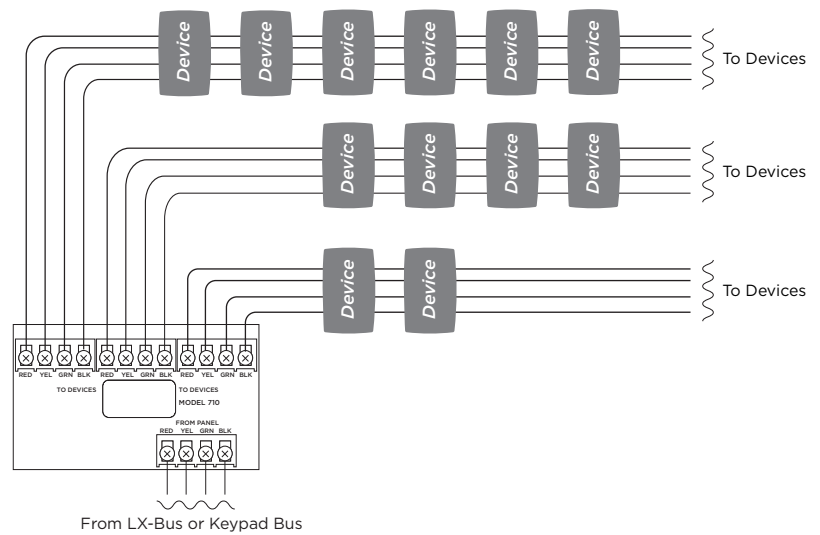 Device Device Device Device Device Device
To Devices
Device Device Device Device
To Devices
Device Device
To Devices
RED YEL GRN BLK RED YEL GRN BLK RED YEL GRN BLK
TO DEVICES TO DEVICES
MODEL 710
FROM PANEL
RED YEL GRN BLK
From LX-Bus or Keypad Bus